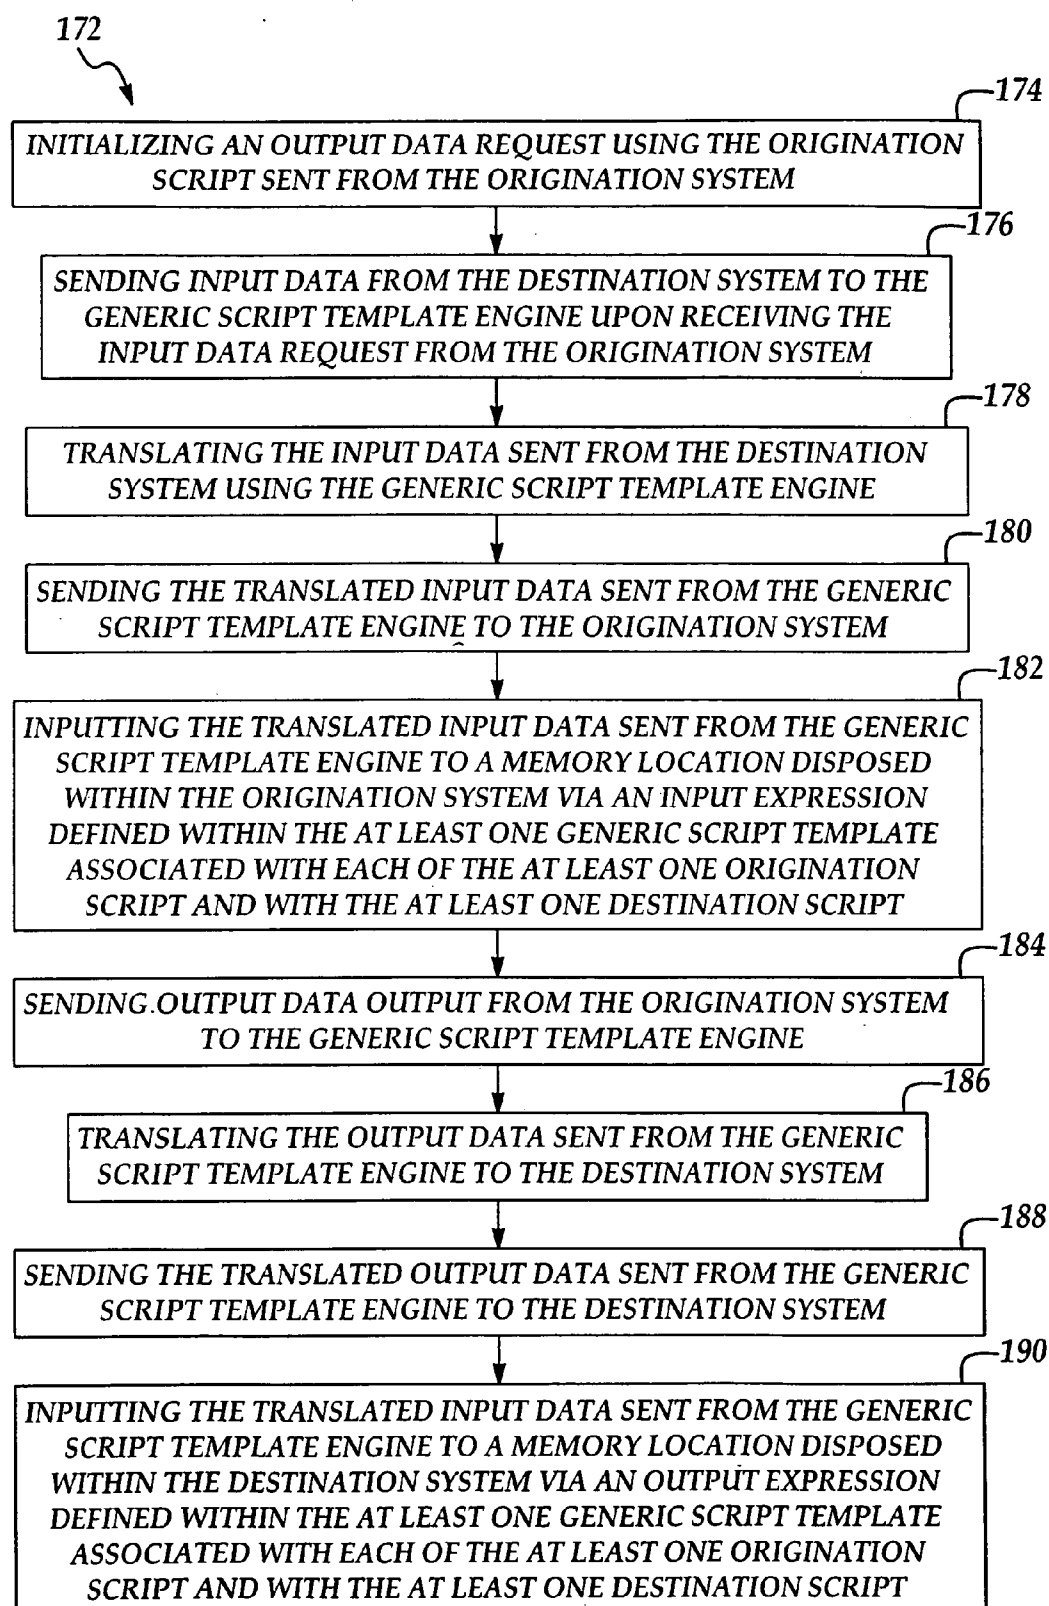 172
174
INITIALIZING AN OUTPUT DATA REQUEST USING THE ORIGINATION
SCRIPT SENT FROM THE ORIGINATION SYSTEM
176
SENDING INPUT DATA FROM THE DESTINATION SYSTEM TO THE
GENERIC SCRIPT TEMPLATE ENGINE UPON RECEIVING THE
INPUT DATA REQUEST FROM THE ORIGINATION SYSTEM
178
TRANSLATING THE INPUT DATA SENT FROM THE DESTINATION
SYSTEM USING THE GENERIC SCRIPT TEMPLATE ENGINE
180
SENDING THE TRANSLATED INPUT DATA SENT FROM THE GENERIC
SCRIPT TEMPLATE ENGINE TO THE ORIGINATION SYSTEM
182
INPUTTING THE TRANSLATED INPUT DATA SENT FROM THE GENERIC
SCRIPT TEMPLATE ENGINE TO A MEMORY LOCATION DISPOSED
WITHIN THE ORIGINATION SYSTEM VIA AN INPUT EXPRESSION
DEFINED WITHIN THE AT LEAST ONE GENERIC SCRIPT TEMPLATE
ASSOCIATED WITH EACH OF THE AT LEAST ONE ORIGINATION
SCRIPT AND WITH THE AT LEAST ONE DESTINATION SCRIPT
184
SENDING OUTPUT DATA OUTPUT FROM THE ORIGINATION SYSTEM
TO THE GENERIC SCRIPT TEMPLATE ENGINE
186
TRANSLATING THE OUTPUT DATA SENT FROM THE GENERIC
SCRIPT TEMPLATE ENGINE TO THE DESTINATION SYSTEM
188
SENDING THE TRANSLATED OUTPUT DATA SENT FROM THE GENERIC
SCRIPT TEMPLATE ENGINE TO THE DESTINATION SYSTEM
190
INPUTTING THE TRANSLATED INPUT DATA SENT FROM THE GENERIC
SCRIPT TEMPLATE ENGINE TO A MEMORY LOCATION DISPOSED
WITHIN THE DESTINATION SYSTEM VIA AN OUTPUT EXPRESSION
DEFINED WITHIN THE AT LEAST ONE GENERIC SCRIPT TEMPLATE
ASSOCIATED WITH EACH OF THE AT LEAST ONE ORIGINATION
SCRIPT AND WITH THE AT LEAST ONE DESTINATION SCRIPT